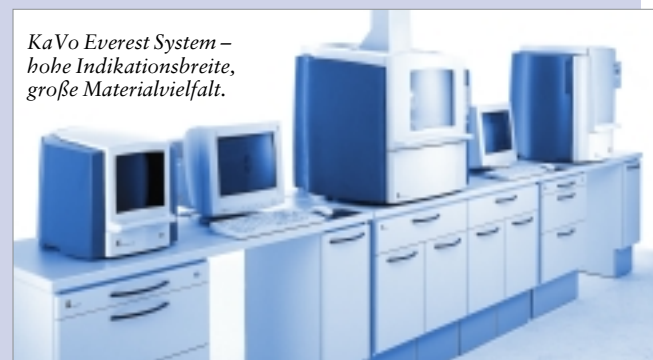 KaVo Everest System –
hohe Indikationsbreite,
große Materialvielfalt.